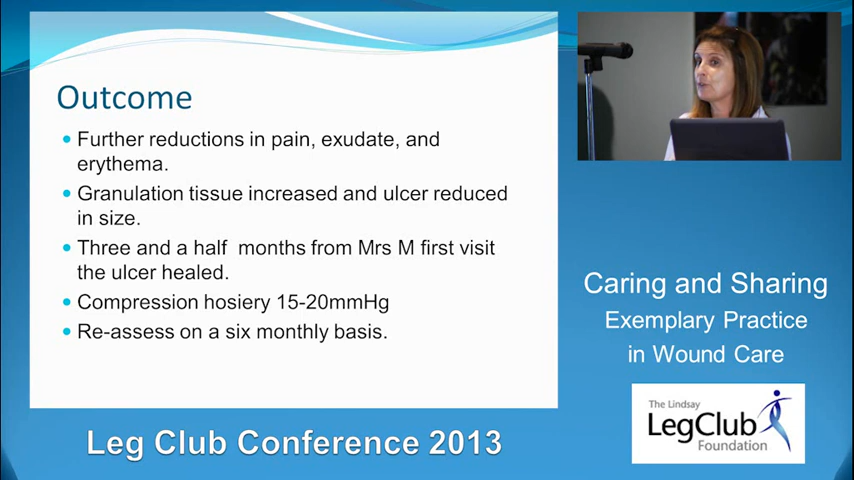 Outcome
Further reductions in pain, exudate, and
erythema.
Granulation tissue increased and ulcer reduced
in size.
Three and a half  months from Mrs M first visit
the ulcer healed.
Compression hosiery 15-20mmHg
Re-assess on a six monthly basis.
Caring and Sharing
Exemplary Practice
in Wound Care
The Lindsay
LegClub
Foundation
Leg Club Conference 2013